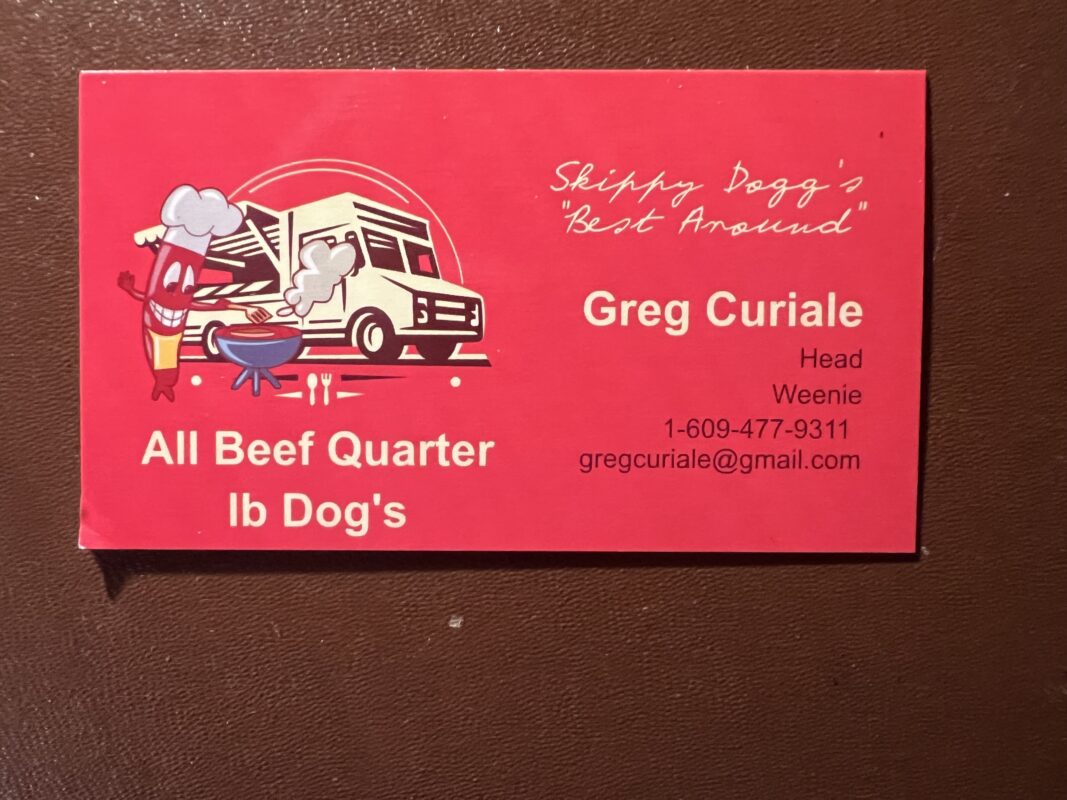 Skippy Dogg's
"Best Around"
Greg Curiale
Head
Weenie
1-609-477-9311
gregcuriale@gmail.com
All Beef Quarter
lb Dog's